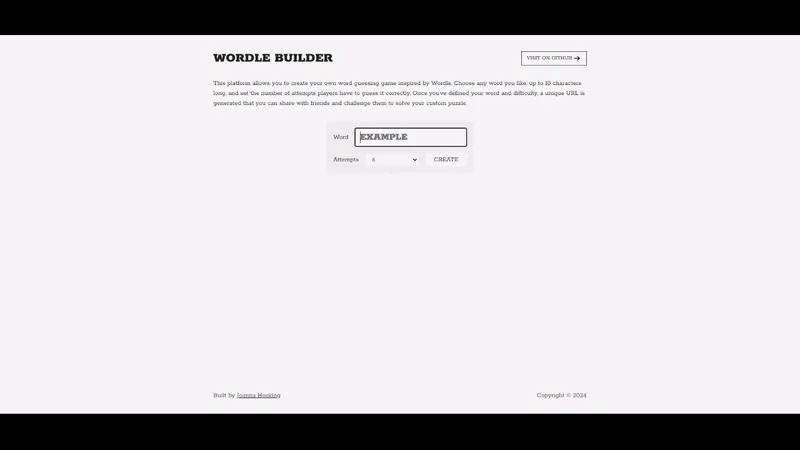 WORDLE BUILDER
VISIT ON GITHUB
This platform allows you to create your own word guessing game inspired by Wordle. Choose any word you like, up to 10 characters
long, and set the number of attempts players have to guess it correctly. Once you've defined your word and difficulty, a unique URL is
generated that you can share with friends and challenge them to solve your custom puzzle.
Word EXAMPLE
Attempts 6 CREATE
Built by Joanna Hosking
Copyright © 2024